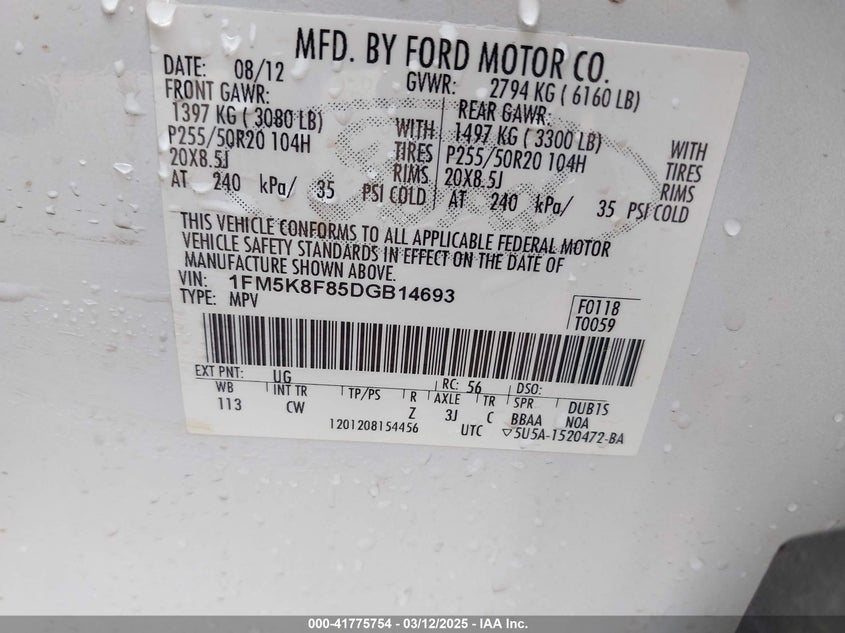 MFD. BY FORD MOTOR CO.
DATE: 08/12 GVWR: 2794 KG ( 6160 LB)
FRONT GAWR: REAR GAWR:
1397 KG ( 3080 LB) WITH 1497 KG ( 3300 LB) WITH
P255/50R20 104H TIRES P255/50R20 104H TIRES
20X8.5J RIMS 20X8.5J RIMS
AT 240 kPa/ 35 PSI COLD AT 240 kPa/ 35 PSI COLD
THIS VEHICLE CONFORMS TO ALL APPLICABLE FEDERAL MOTOR
VEHICLE SAFETY STANDARDS IN EFFECT ON THE DATE OF
MANUFACTURE SHOWN ABOVE.
VIN: 1FM5K8F85DGB14693
TYPE: MPV
F0118
T0059
EXT PNT: UG RC: 56 DSO:
WB INT TR TP/PS R AXLE TR SPR DUB1S
113 CW Z 3J C BBAA N0A
1201208154456 UTC ▽5U5A-1520472-BA
000-41775754 - 03/12/2025 - IAA Inc.